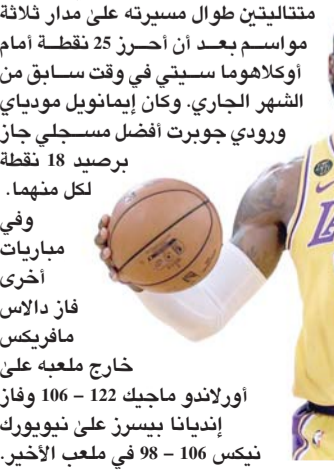 متتاليتين طوال مسيرته على مدار ثلاثة
مواسم بعد أن أحرز 25 نقطة أمام
أوكلاهوما سيتي في وقت سابق من
الشهر الجاري. وكان إيمانويل مودياي
ورودي جوبرت أفضل مسجلي جاز
برصيد 18 نقطة
لكل منهما.
وفي
مباريات
أخرى
فاز دالاس
مافريكس
خارج ملعبه على
أورلاندو ماجيك 122 – 106 وفاز
إنديانا بيسرز على نيويورك
نيكس 106 – 98 في ملعب الأخير.